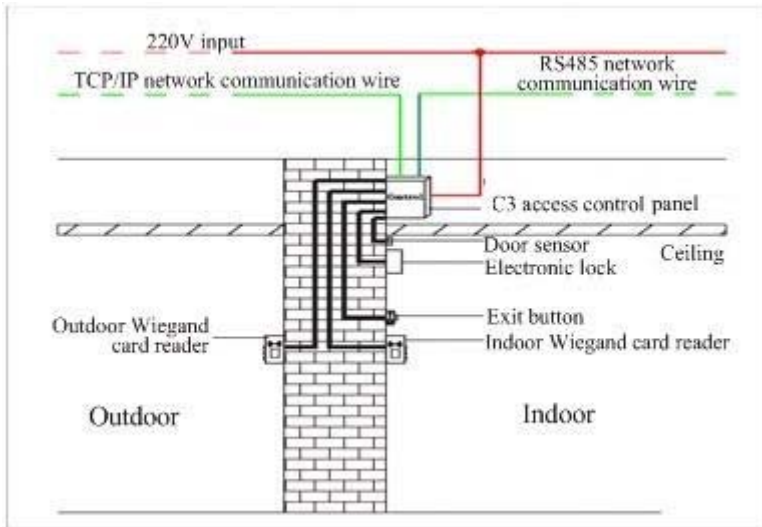 220V input
TCP/IP network communication wire
RS485 network
communication wire
C3 access control panel
Door sensor
Electronic lock
Ceiling
Exit button
Indoor Wiegand card reader
Outdoor Wiegand
card reader
Outdoor
Indoor